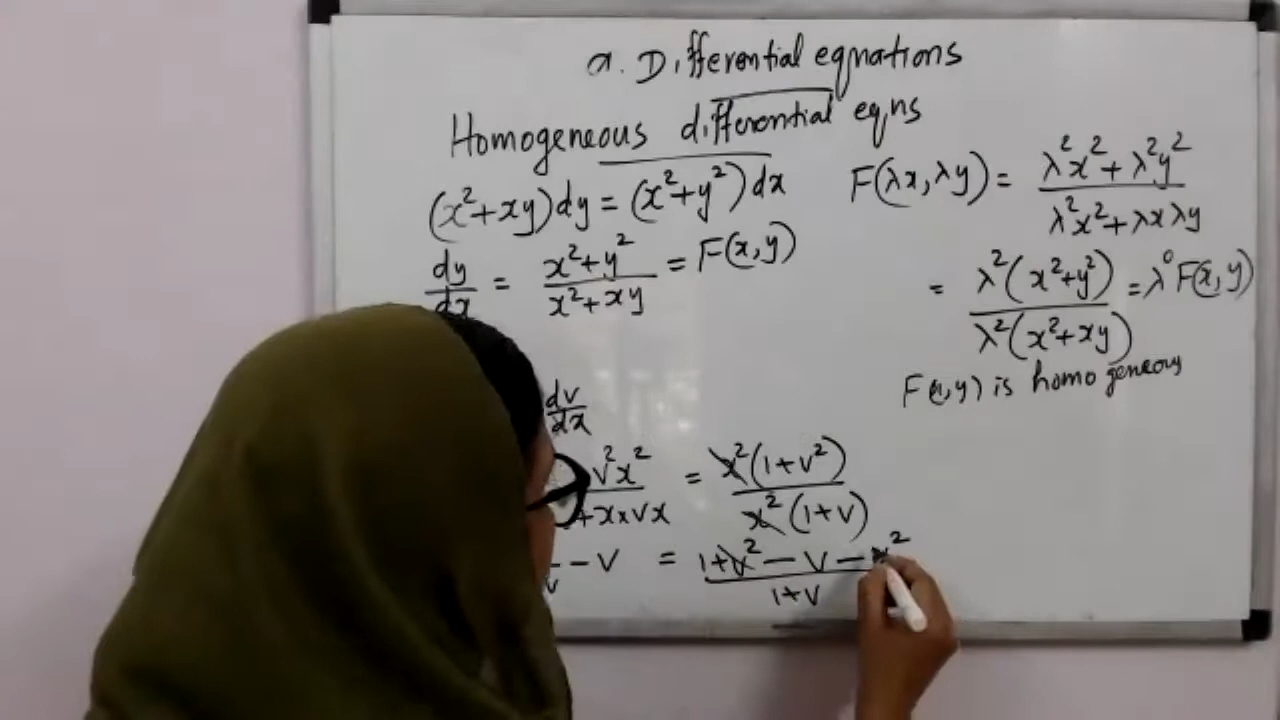 a. Differential equations
Homogeneous differential eqns
(x²+xy)dy = (x²+y²)dx
dy/dx = (x²+y²)/(x²+xy) = F(x,y)
dv/dx
v²x²/+x×vx = x²(1+v²)/x²(1+v)
- v = (1+v²-v-v²)/(1+v)
F(λx,λy) = (λ²x²+λ²y²)/(λ²x²+λxλy)
= λ²(x²+y²)/λ²(x²+xy) = λ⁰F(x,y)
F(x,y) is homogeneous